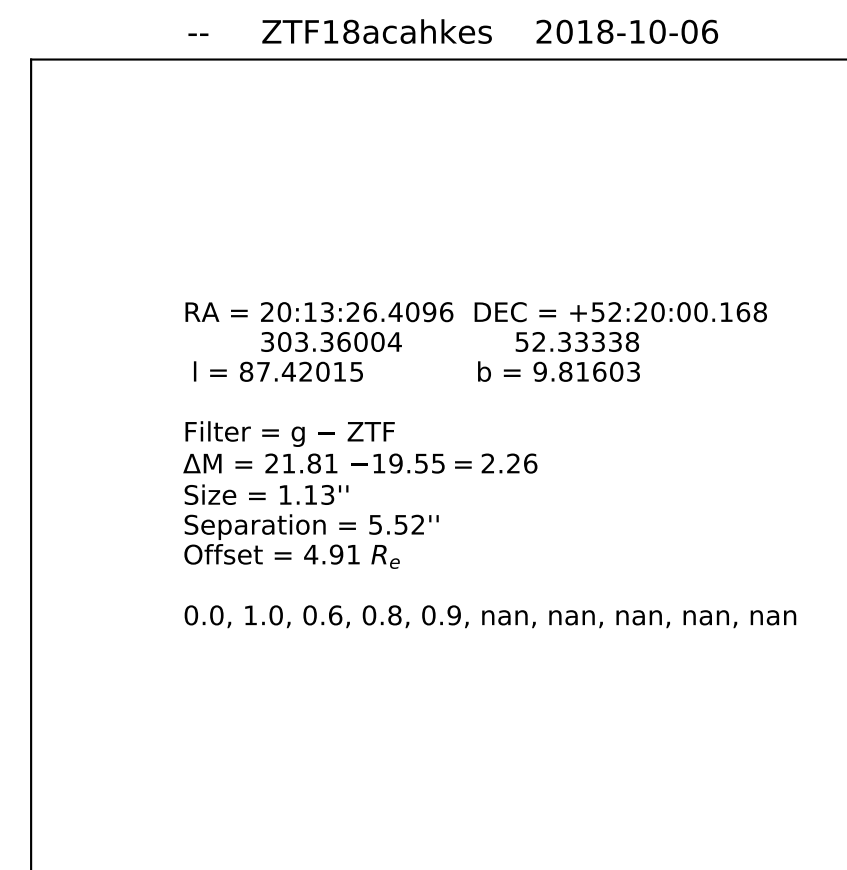 -- ZTF18acahkes 2018-10-06
RA = 20:13:26.4096 DEC = +52:20:00.168
303.36004 52.33338
l = 87.42015 b = 9.81603
Filter = g − ZTF
ΔM = 21.81 −19.55 = 2.26
Size = 1.13''
Separation = 5.52''
Offset = 4.91 Re
0.0, 1.0, 0.6, 0.8, 0.9, nan, nan, nan, nan, nan